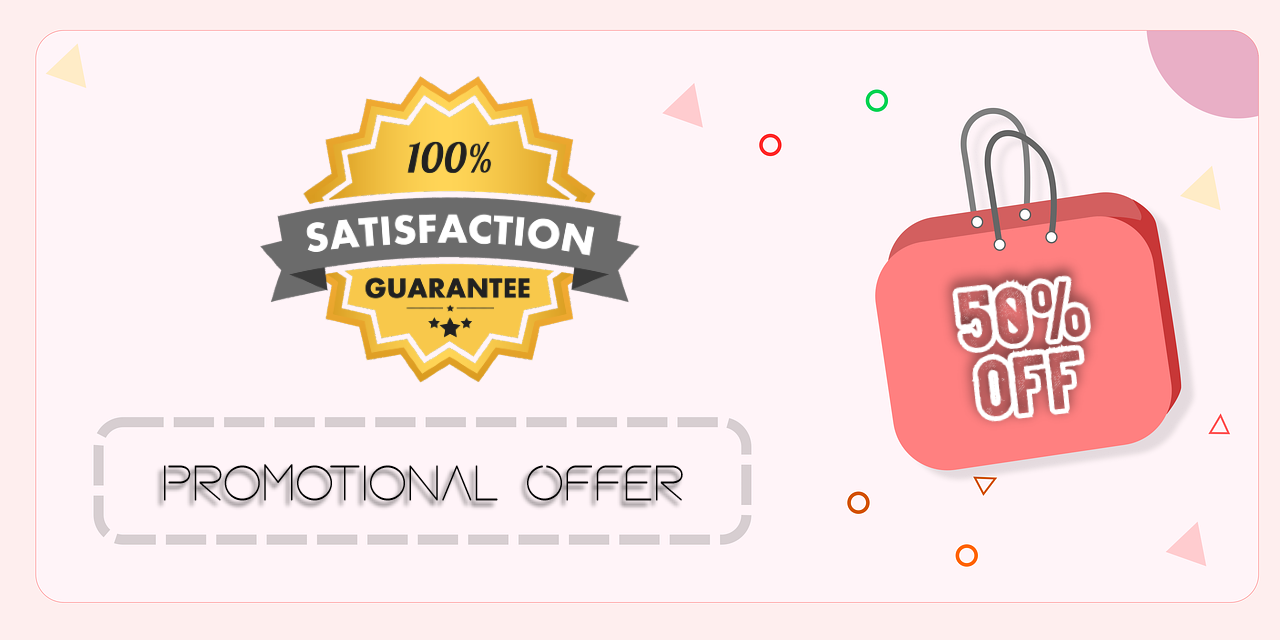 100%
SATISFACTION
GUARANTEE
PROMOTIONAL OFFER
50%
OFF